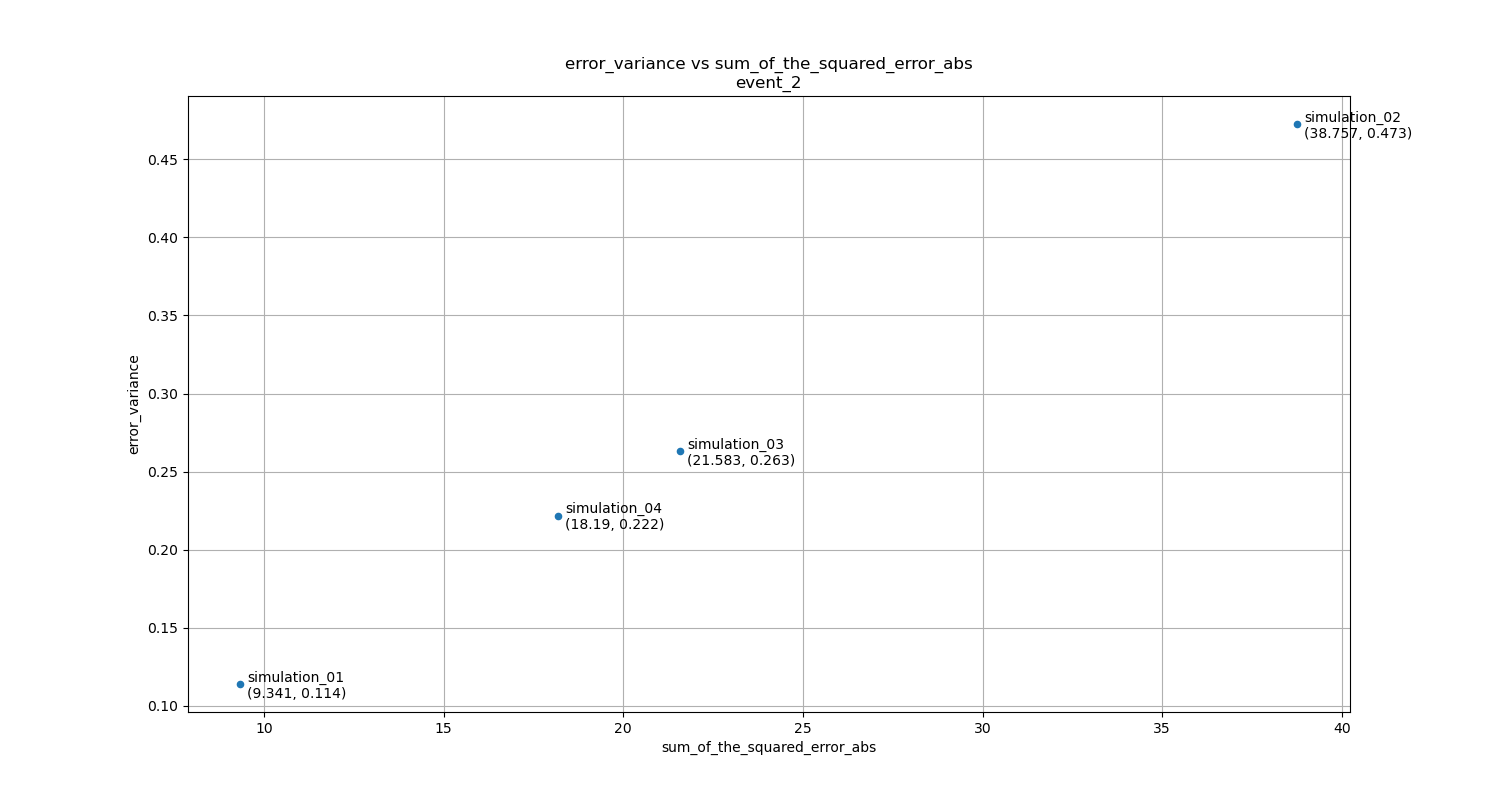 error_variance vs sum_of_the_squared_error_abs
event_2
simulation_02
(38.757, 0.473)
0.45
0.40
0.35
0.30
error_variance
simulation_03
(21.583, 0.263)
0.25
simulation_04
(18.19, 0.222)
0.20
0.15
simulation_01
(9.341, 0.114)
0.10
10 15 20 25 30 35 40
sum_of_the_squared_error_abs